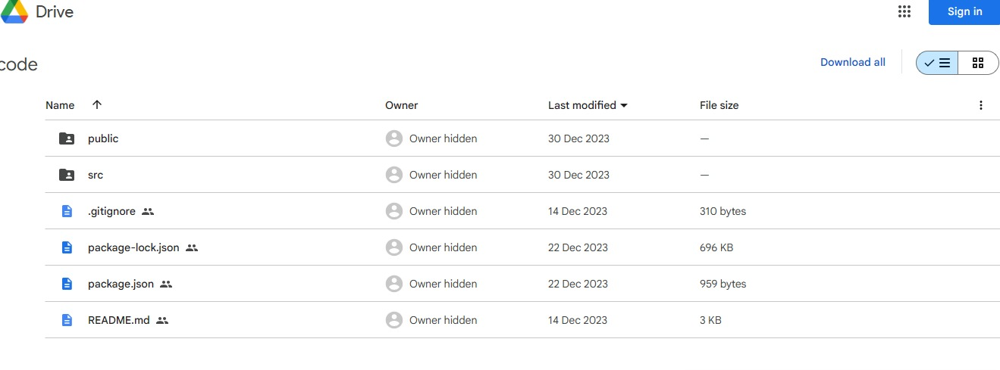 Drive
Sign in
code
Download all
Name Owner Last modified File size
public Owner hidden 30 Dec 2023 —
src Owner hidden 30 Dec 2023 —
.gitignore Owner hidden 14 Dec 2023 310 bytes
package-lock.json Owner hidden 22 Dec 2023 696 KB
package.json Owner hidden 22 Dec 2023 959 bytes
README.md Owner hidden 14 Dec 2023 3 KB